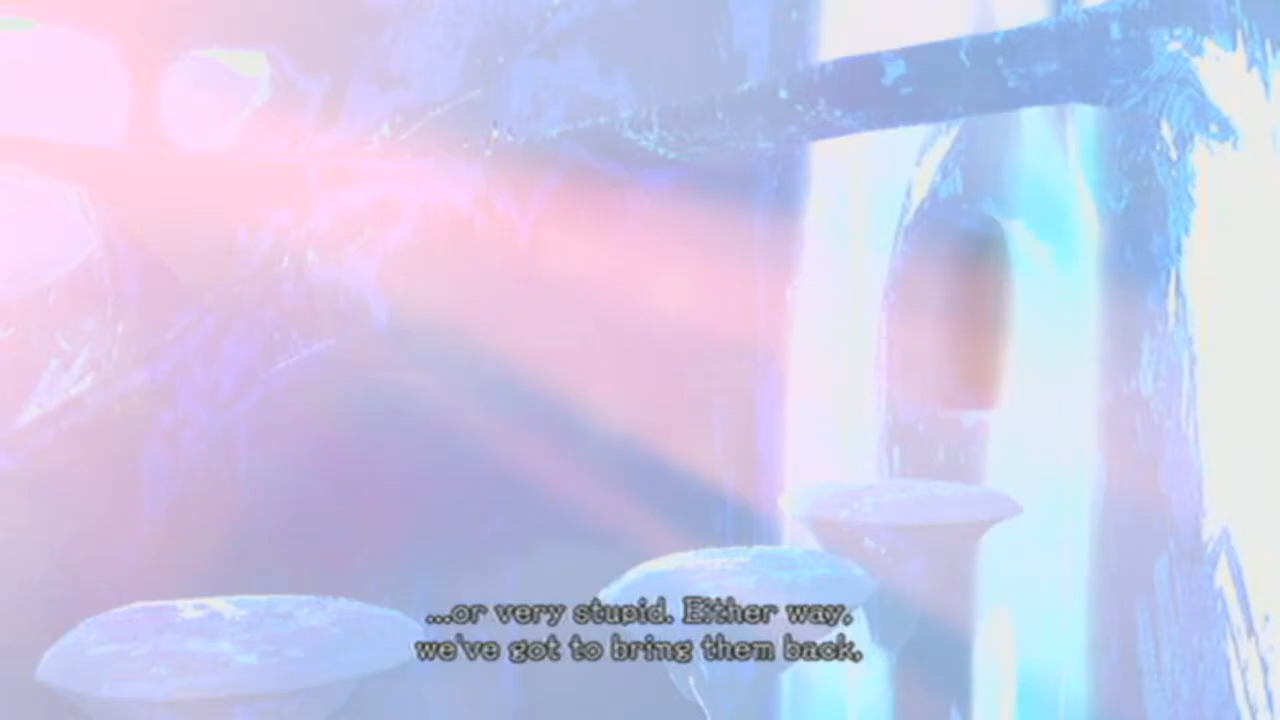 ...or very stupid. Either way,
we've got to bring them back,